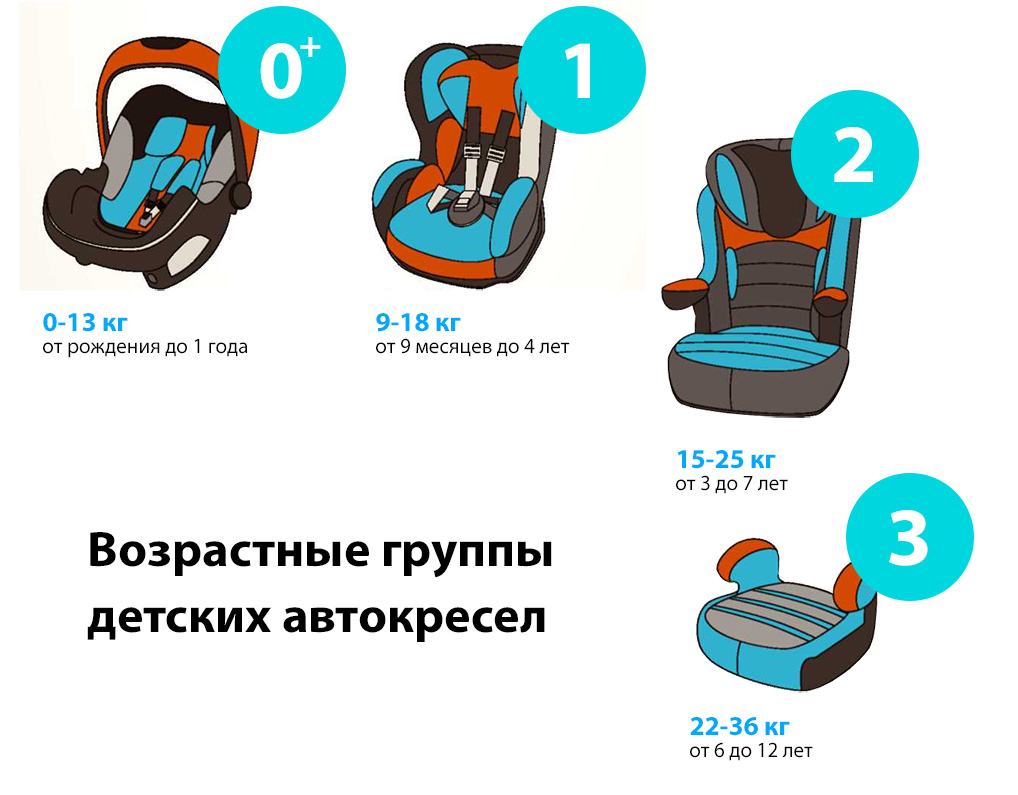 0+
1
2
0-13 кг
от рождения до 1 года
9-18 кг
от 9 месяцев до 4 лет
15-25 кг
от 3 до 7 лет
3
Возрастные группы
детских автокресел
22-36 кг
от 6 до 12 лет